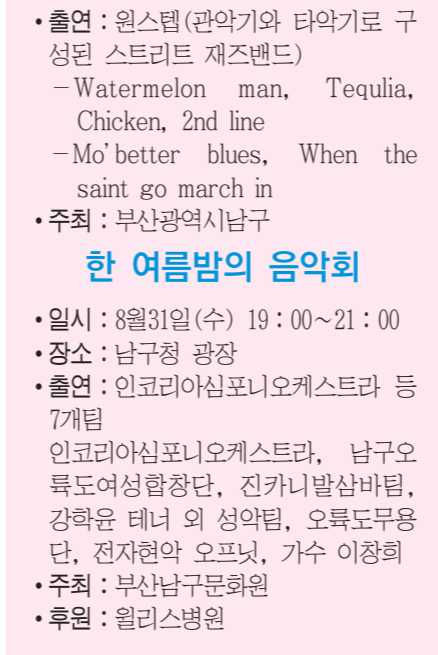 •출연 : 원스텝(관악기와 타악기로 구
성된 스트리트 재즈밴드)
－Watermelon man, Tequlia,
Chicken, 2nd line
－Mo'better blues, When the
saint go march in
•주최 : 부산광역시남구
한 여름밤의 음악회
•일시 : 8월31일(수) 19：00～21：00
•장소 : 남구청 광장
•출연 : 인코리아심포니오케스트라 등
7개팀
인코리아심포니오케스트라, 남구오
륙도여성합창단, 진카니발삼바팀,
강학윤 테너 외 성악팀, 오륙도무용
단, 전자현악 오프닛, 가수 이창희
•주최 : 부산남구문화원
•후원 : 윌리스병원